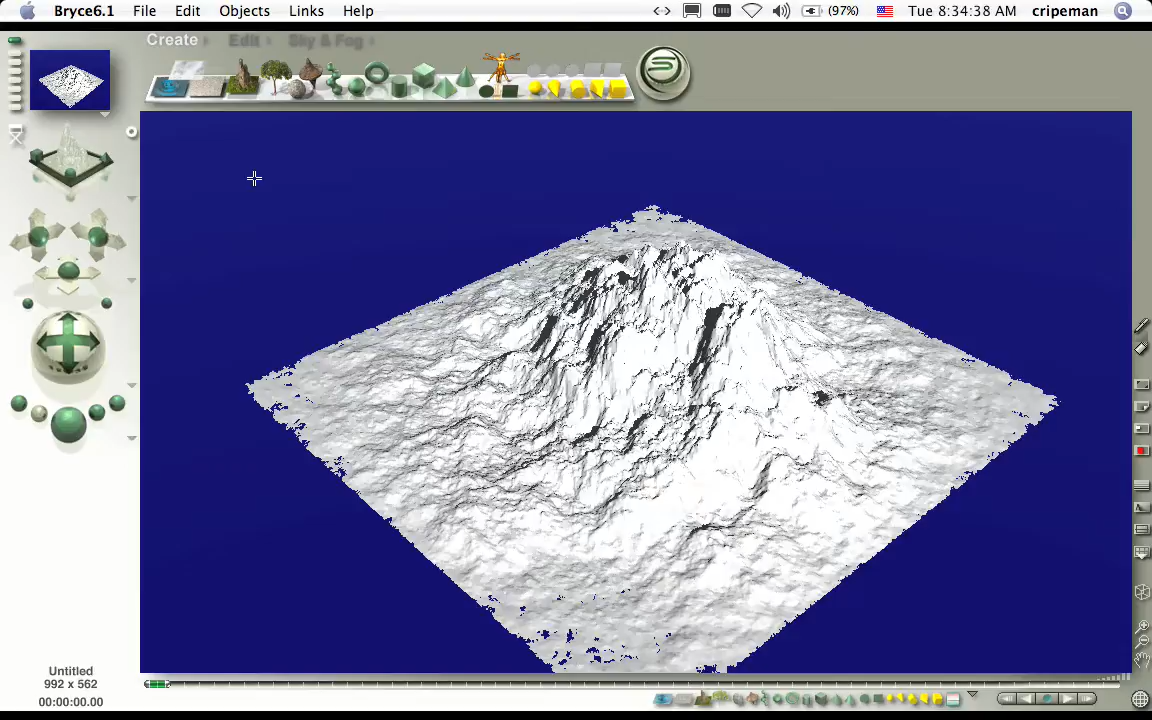 Bryce6.1 File Edit Objects Links Help (97%) Tue 8:34:38 AM cripeman
Create Edit Sky & Fog
Untitled
992 x 562
00:00:00.00